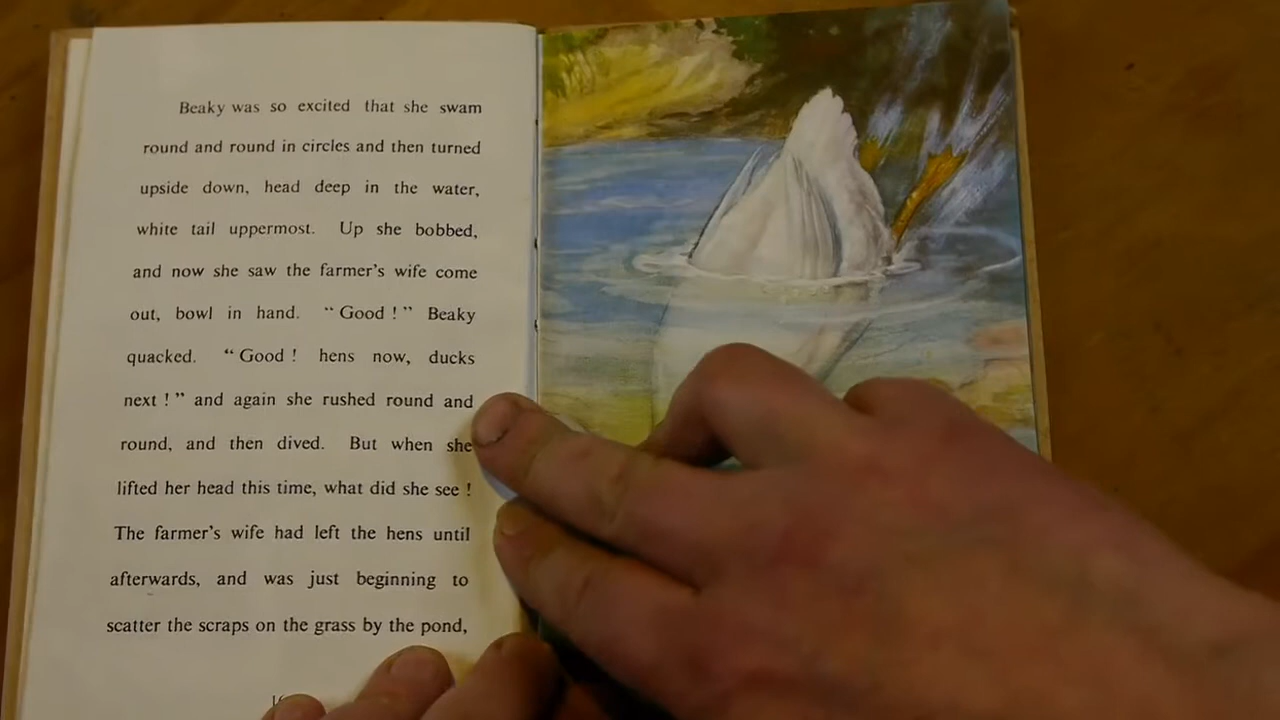 Beaky was so excited that she swam
round and round in circles and then turned
upside down, head deep in the water,
white tail uppermost. Up she bobbed,
and now she saw the farmer's wife come
out, bowl in hand. “Good !” Beaky
quacked. “Good ! hens now, ducks
next !” and again she rushed round and
round, and then dived. But when she
lifted her head this time, what did she see !
The farmer's wife had left the hens until
afterwards, and was just beginning to
scatter the scraps on the grass by the pond,